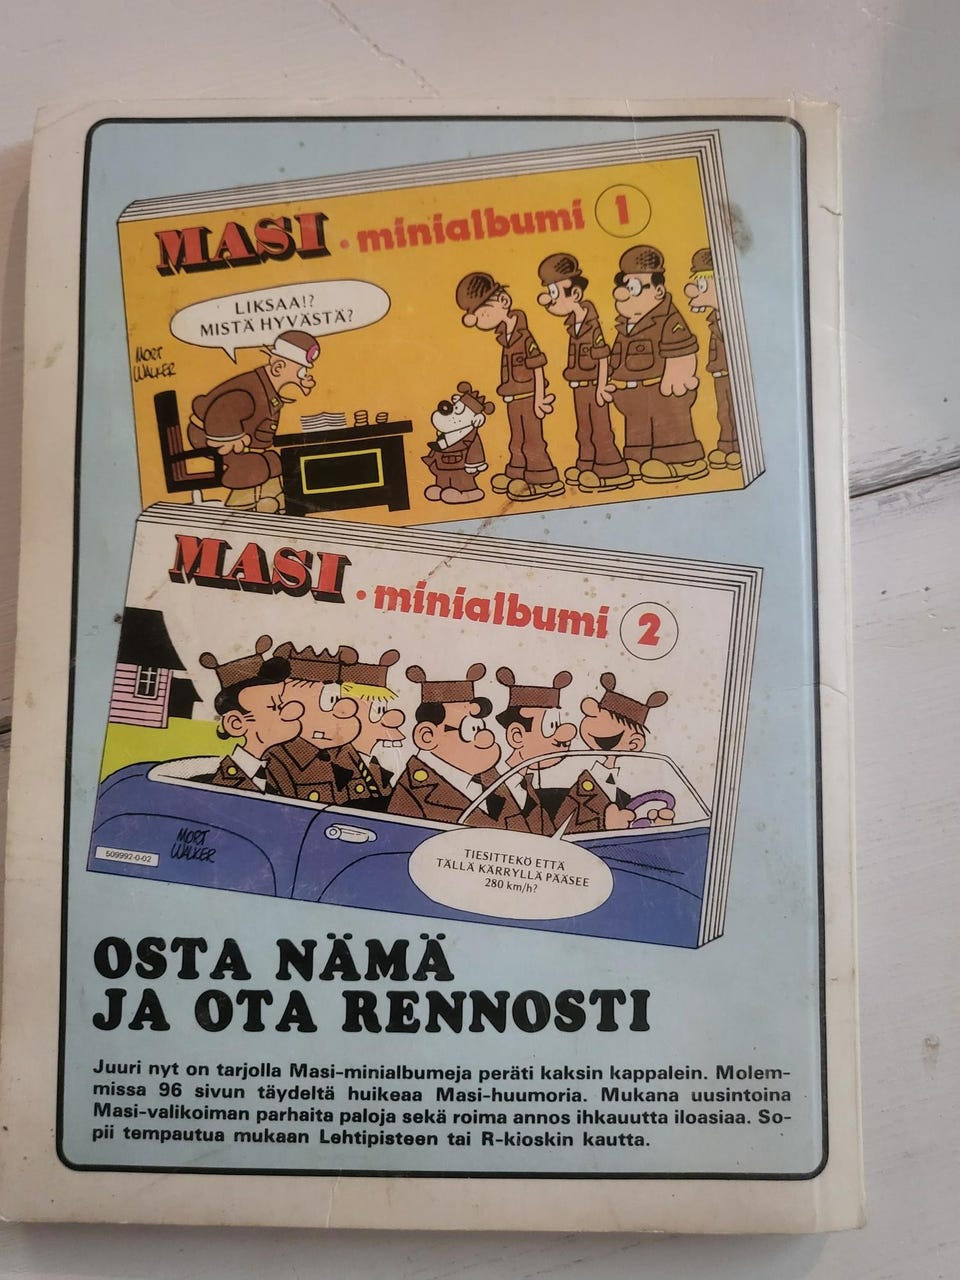 MASI • minialbumi 1
LIKSAA!?
MISTÄ HYVÄSTÄ?
MORT
WALKER
MASI • minialbumi 2
MORT
WALKER
509992-0-02
TIESITTEKÖ ETTÄ
TÄLLÄ KÄRRYLLÄ PÄÄSEE
280 km/h?
OSTA NÄMÄ
JA OTA RENNOSTI
Juuri nyt on tarjolla Masi-minialbumeja peräti kaksin kappalein. Molem-
missa 96 sivun täydeltä huikeaa Masi-huumoria. Mukana uusintoina
Masi-valikoiman parhaita paloja sekä roima annos ihkauutta iloasiaa. So-
pii tempautua mukaan Lehtipisteen tai R-kioskin kautta.